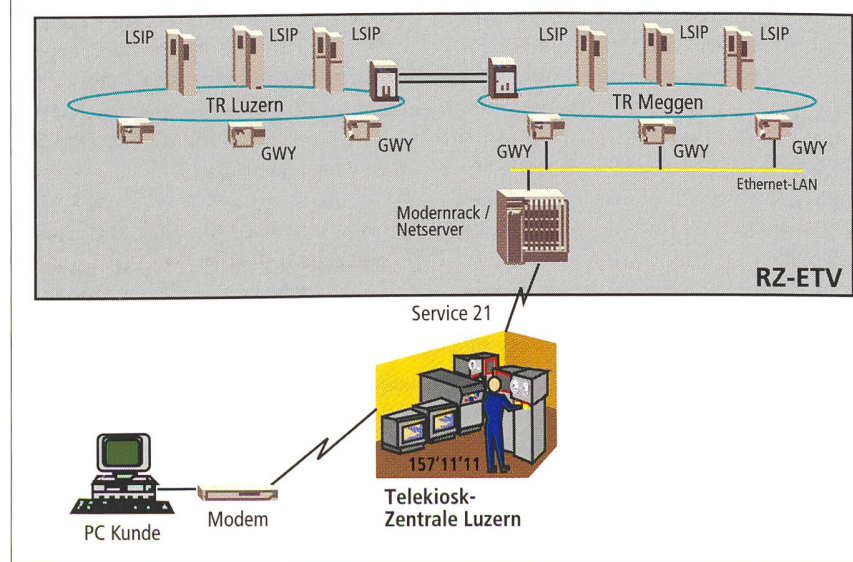 LSIP LSIP LSIP LSIP LSIP LSIP
TR Luzern TR Meggen
GWY GWY GWY GWY GWY
Ethernet-LAN
Modernrack /
Netserver
RZ-ETV
Service 21
157'11'11
Telekiosk-
Zentrale Luzern
Modem
PC Kunde